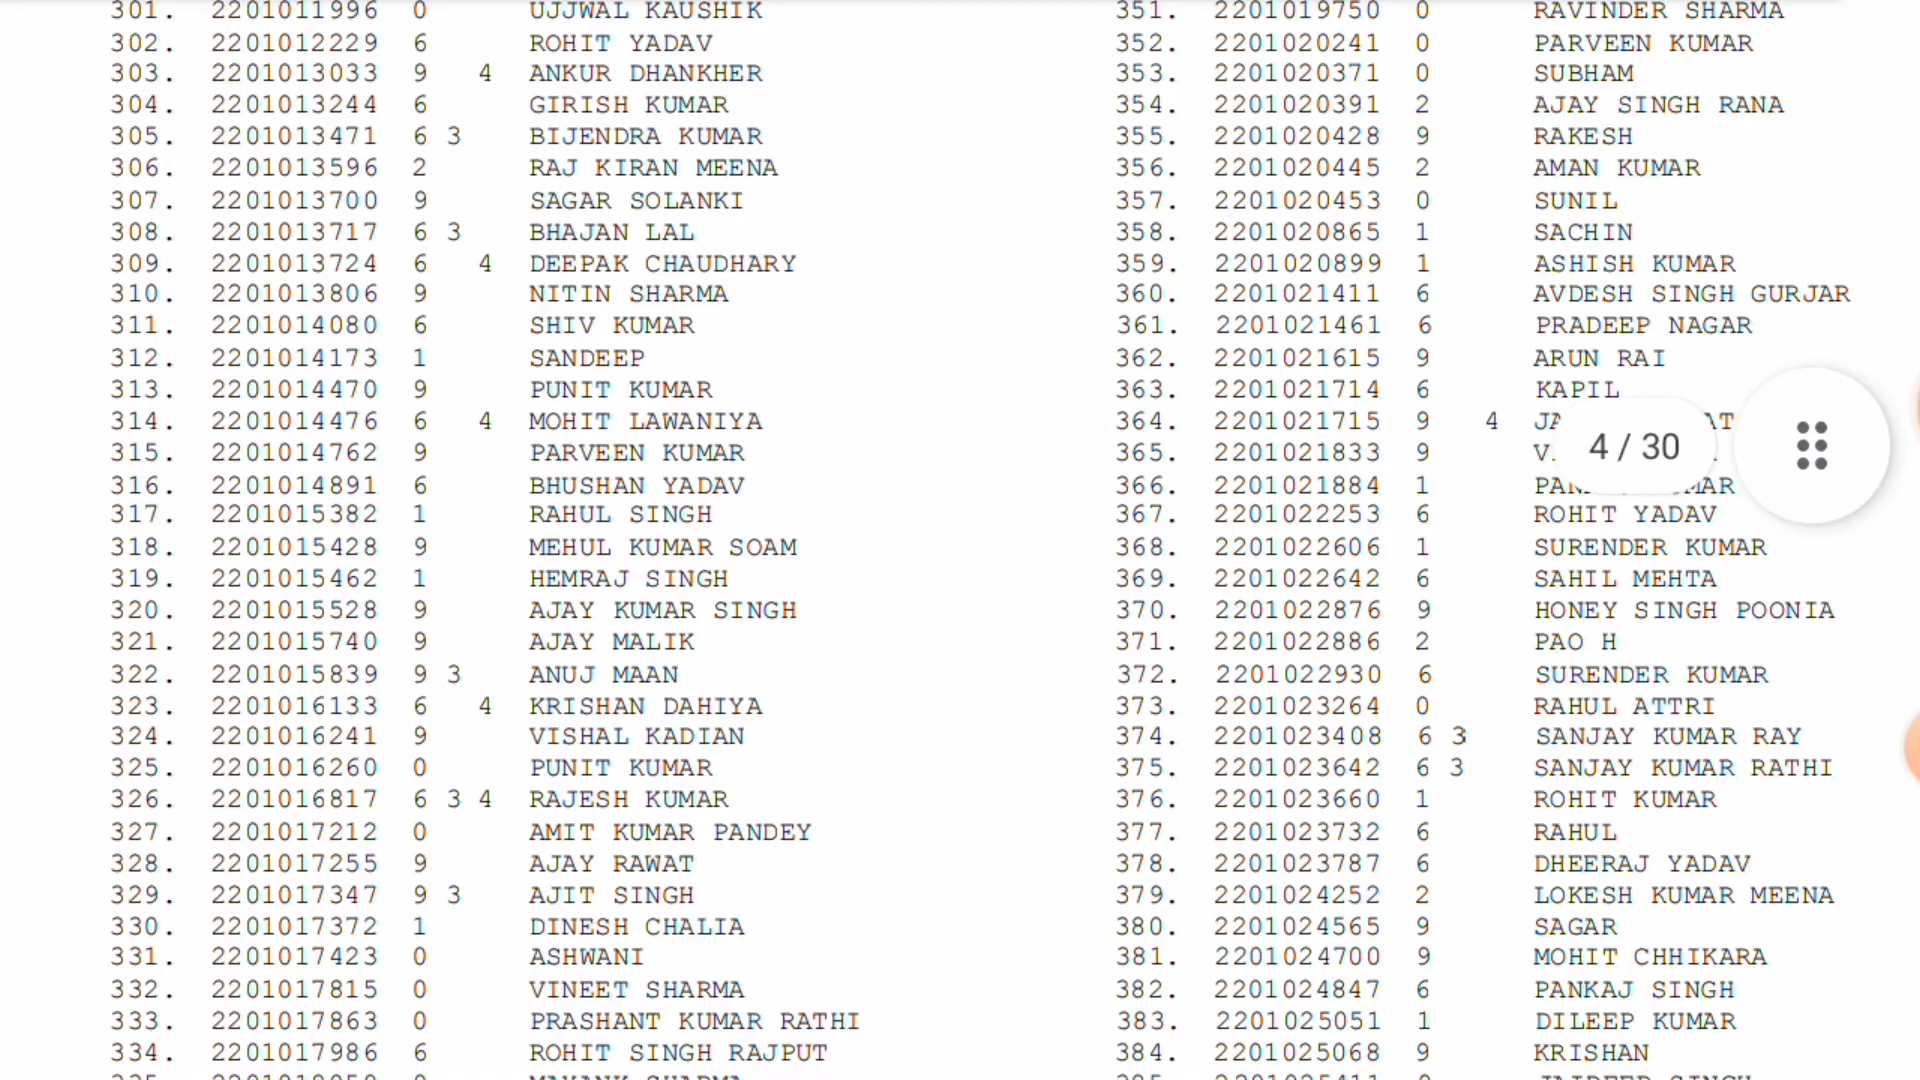 301. 2201011996 0 UJJWAL KAUSHIK
302. 2201012229 6 ROHIT YADAV
303. 2201013033 9 4 ANKUR DHANKHER
304. 2201013244 6 GIRISH KUMAR
305. 2201013471 6 3 BIJENDRA KUMAR
306. 2201013596 2 RAJ KIRAN MEENA
307. 2201013700 9 SAGAR SOLANKI
308. 2201013717 6 3 BHAJAN LAL
309. 2201013724 6 4 DEEPAK CHAUDHARY
310. 2201013806 9 NITIN SHARMA
311. 2201014080 6 SHIV KUMAR
312. 2201014173 1 SANDEEP
313. 2201014470 9 PUNIT KUMAR
314. 2201014476 6 4 MOHIT LAWANIYA
315. 2201014762 9 PARVEEN KUMAR
316. 2201014891 6 BHUSHAN YADAV
317. 2201015382 1 RAHUL SINGH
318. 2201015428 9 MEHUL KUMAR SOAM
319. 2201015462 1 HEMRAJ SINGH
320. 2201015528 9 AJAY KUMAR SINGH
321. 2201015740 9 AJAY MALIK
322. 2201015839 9 3 ANUJ MAAN
323. 2201016133 6 4 KRISHAN DAHIYA
324. 2201016241 9 VISHAL KADIAN
325. 2201016260 0 PUNIT KUMAR
326. 2201016817 6 3 4 RAJESH KUMAR
327. 2201017212 0 AMIT KUMAR PANDEY
328. 2201017255 9 AJAY RAWAT
329. 2201017347 9 3 AJIT SINGH
330. 2201017372 1 DINESH CHALIA
331. 2201017423 0 ASHWANI
332. 2201017815 0 VINEET SHARMA
333. 2201017863 0 PRASHANT KUMAR RATHI
334. 2201017986 6 ROHIT SINGH RAJPUT
351. 2201019750 0 RAVINDER SHARMA
352. 2201020241 0 PARVEEN KUMAR
353. 2201020371 0 SUBHAM
354. 2201020391 2 AJAY SINGH RANA
355. 2201020428 9 RAKESH
356. 2201020445 2 AMAN KUMAR
357. 2201020453 0 SUNIL
358. 2201020865 1 SACHIN
359. 2201020899 1 ASHISH KUMAR
360. 2201021411 6 AVDESH SINGH GURJAR
361. 2201021461 6 PRADEEP NAGAR
362. 2201021615 9 ARUN RAI
363. 2201021714 6 KAPIL
364. 2201021715 9 4
365. 2201021833 9
366. 2201021884 1
367. 2201022253 6 ROHIT YADAV
368. 2201022606 1 SURENDER KUMAR
369. 2201022642 6 SAHIL MEHTA
370. 2201022876 9 HONEY SINGH POONIA
371. 2201022886 2 PAO H
372. 2201022930 6 SURENDER KUMAR
373. 2201023264 0 RAHUL ATTRI
374. 2201023408 6 3 SANJAY KUMAR RAY
375. 2201023642 6 3 SANJAY KUMAR RATHI
376. 2201023660 1 ROHIT KUMAR
377. 2201023732 6 RAHUL
378. 2201023787 6 DHEERAJ YADAV
379. 2201024252 2 LOKESH KUMAR MEENA
380. 2201024565 9 SAGAR
381. 2201024700 9 MOHIT CHHIKARA
382. 2201024847 6 PANKAJ SINGH
383. 2201025051 1 DILEEP KUMAR
384. 2201025068 9 KRISHAN
4 / 30